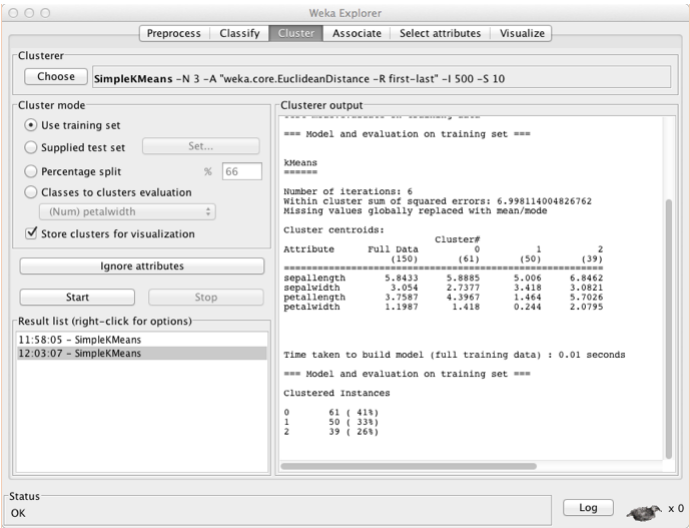 Weka Explorer
Preprocess Classify Cluster Associate Select attributes Visualize
Clusterer
Choose SimpleKMeans -N 3 -A "weka.core.EuclideanDistance -R first-last" -I 500 -S 10
Cluster mode
Use training set
Supplied test set Set...
Percentage split % 66
Classes to clusters evaluation
(Num) petalwidth
Store clusters for visualization
Ignore attributes
Start Stop
Result list (right-click for options)
11:58:05 - SimpleKMeans
12:03:07 - SimpleKMeans
Clusterer output
=== Model and evaluation on training set ===
kMeans
======
Number of iterations: 6
Within cluster sum of squared errors: 6.998114004826762
Missing values globally replaced with mean/mode
Cluster centroids:
Cluster#
Attribute Full Data 0 1 2
(150) (61) (50) (39)
sepallength 5.8433 5.8885 5.006 6.8462
sepalwidth 3.054 2.7377 3.418 3.0821
petallength 3.7587 4.3967 1.464 5.7026
petalwidth 1.1987 1.418 0.244 2.0795
Time taken to build model (full training data) : 0.01 seconds
=== Model and evaluation on training set ===
Clustered Instances
0 61 ( 41%)
1 50 ( 33%)
2 39 ( 26%)
Status
OK
Log x 0